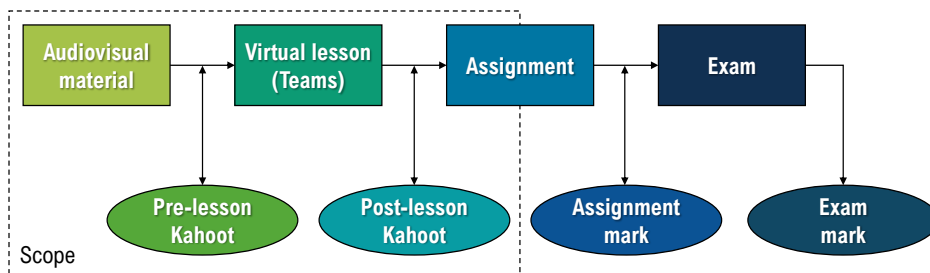 Audiovisual
material
Virtual lesson
(Teams)
Assignment
Exam
Pre-lesson
Kahoot
Post-lesson
Kahoot
Assignment
mark
Exam
mark
Scope